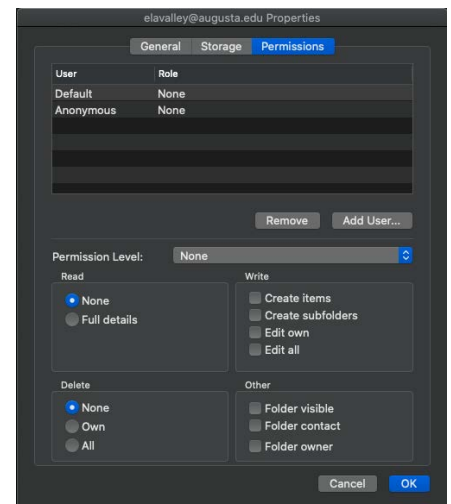 elavalley@augusta.edu Properties
General Storage Permissions
User Role
Default None
Anonymous None
Remove Add User...
Permission Level: None
Read Write
None Create items
Full details Create subfolders
Edit own
Edit all
Delete Other
None Folder visible
Own Folder contact
All Folder owner
Cancel OK